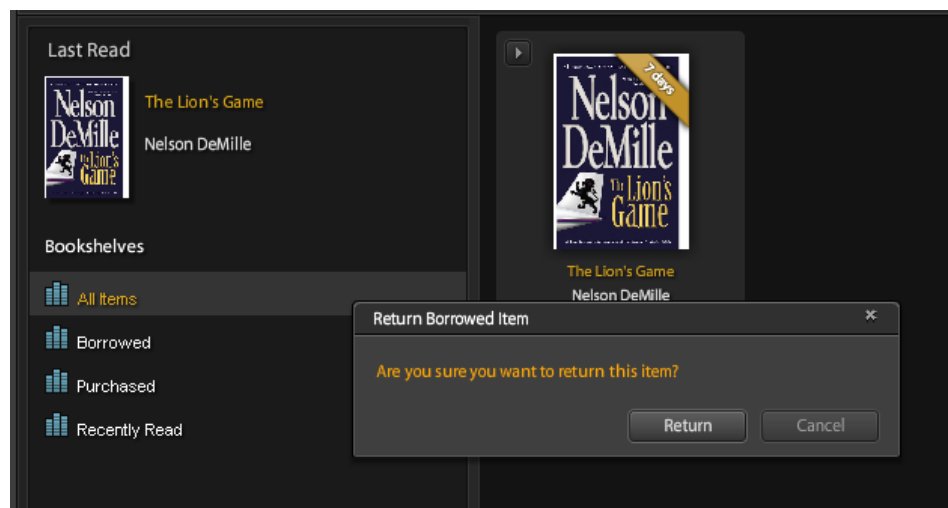 Last Read
Nelson
DeMille
The Lion's
Game
The Lion's Game
Nelson DeMille
Bookshelves
All Items
Borrowed
Purchased
Recently Read
7 days
Nelson
DeMille
The Lion's
Game
The Lion's Game
Nelson DeMille
Return Borrowed Item
Are you sure you want to return this item?
Return
Cancel